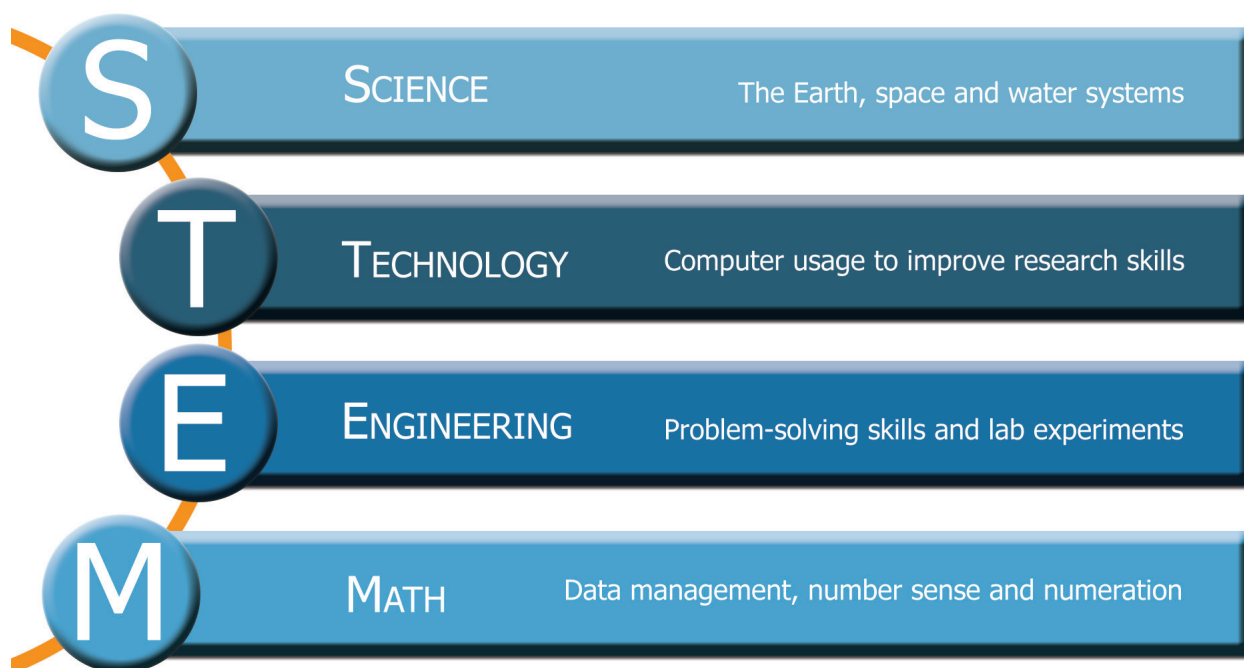 S SCIENCE The Earth, space and water systems
T TECHNOLOGY Computer usage to improve research skills
E ENGINEERING Problem-solving skills and lab experiments
M MATH Data management, number sense and numeration